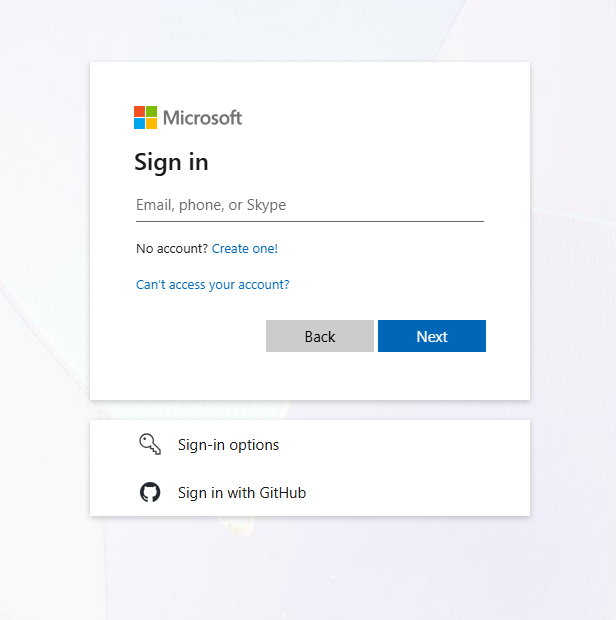 Microsoft
Sign in
Email, phone, or Skype
No account? Create one!
Can't access your account?
Back Next
Sign-in options
Sign in with GitHub